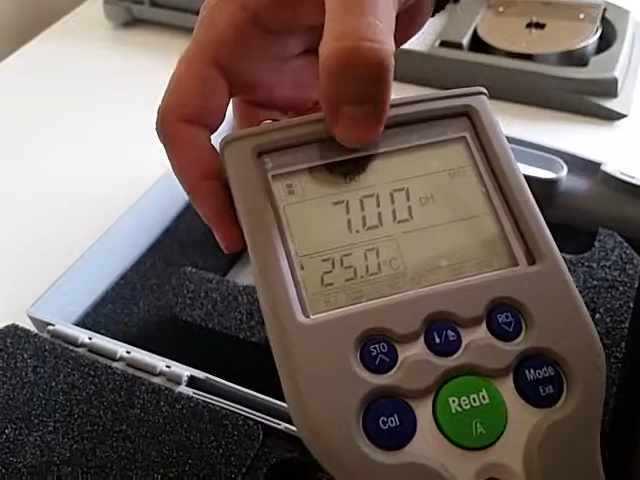 7.00 pH
25.0 °C
STO
RCL
Mode
Exit
Read
Cal
/A